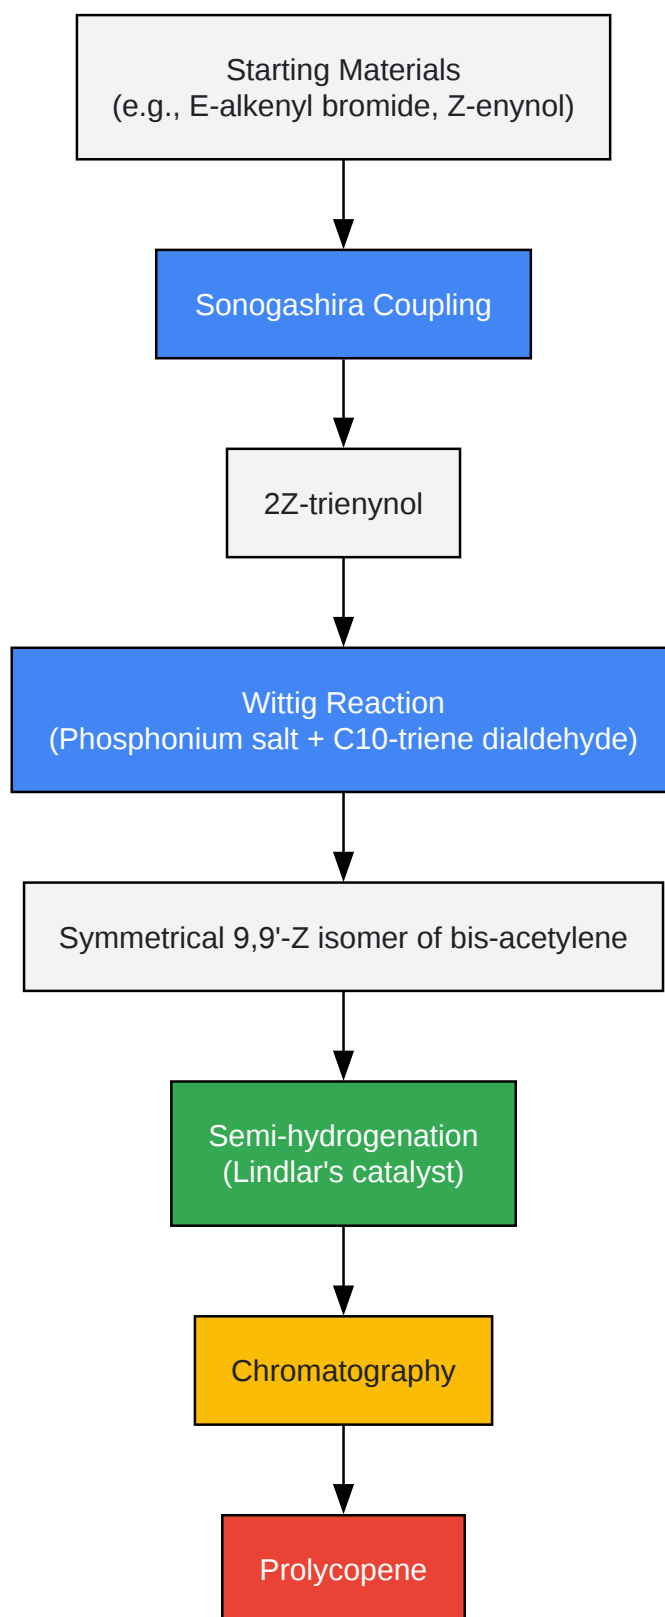 Starting Materials
(e.g., E-alkenyl bromide, Z-enynol)
Sonogashira Coupling
2Z-trienynol
Wittig Reaction
(Phosphonium salt + C10-triene dialdehyde)
Symmetrical 9,9'-Z isomer of bis-acetylene
Semi-hydrogenation
(Lindlar's catalyst)
Chromatography
Prolycopene